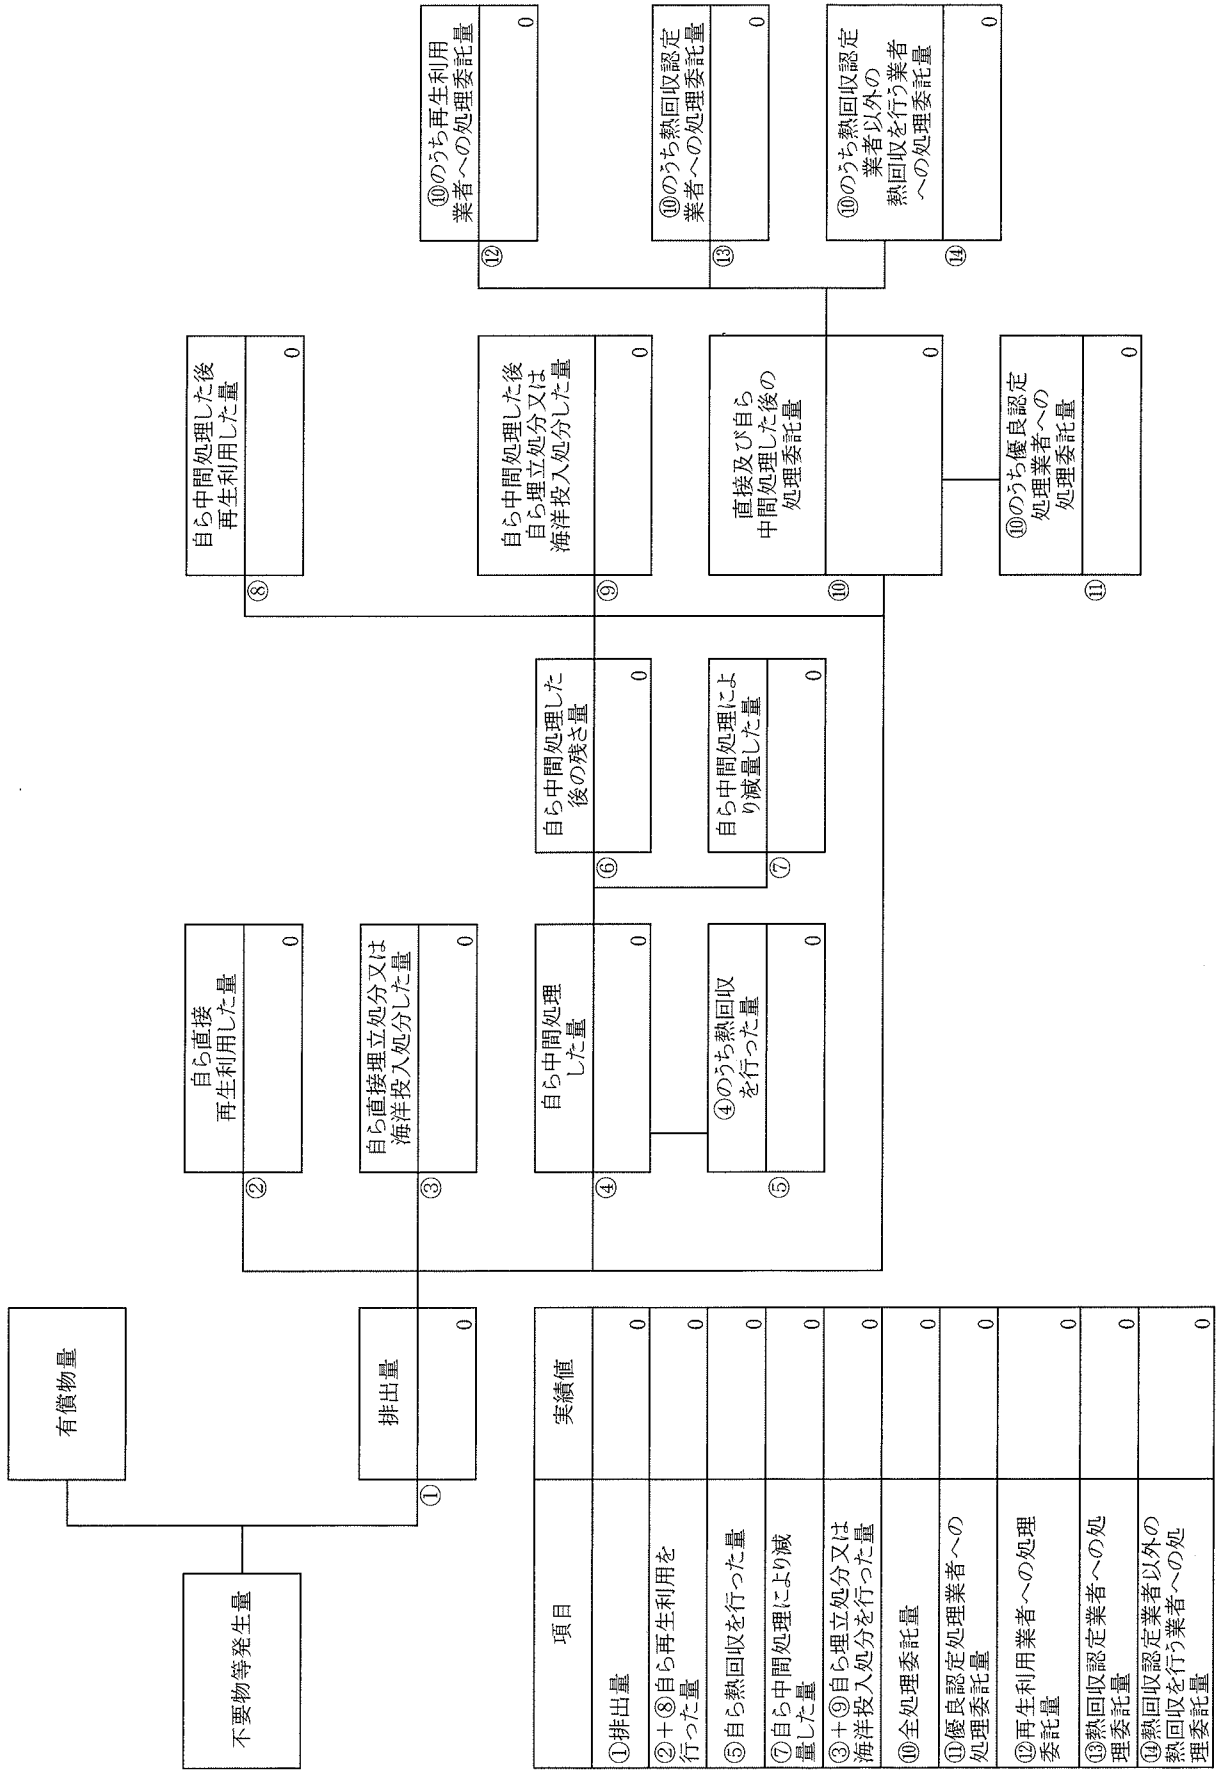 不要物等発生量
有償物量
排出量
①
0
自ら直接
再生利用した量
②
0
自ら直接埋立処分又は
海洋投入処分した量
③
0
自ら中間処理
した量
④
0
④のうち熱回収
を行った量
⑤
0
自ら中間処理した
後の残さ量
⑥
0
自ら中間処理によ
り減量した量
⑦
0
自ら中間処理した後
再生利用した量
⑧
0
自ら中間処理した後
自ら埋立処分又は
海洋投入処分した量
⑨
0
直接及び自ら
中間処理した後の
処理委託量
⑩
0
⑩のうち優良認定
処理業者への
処理委託量
⑪
0
⑩のうち再生利用
業者への処理委託量
⑫
0
⑩のうち熱回収認定
業者への処理委託量
⑬
0
⑩のうち熱回収認定
業者以外の
熱回収を行う業者
への処理委託量
⑭
0
項目 実績値
①排出量 0
②+⑧自ら再生利用を
行った量 0
⑤自ら熱回収を行った量 0
⑦自ら中間処理により減
量した量 0
③+⑨自ら埋立処分又は
海洋投入処分を行った量 0
⑩全処理委託量 0
⑪優良認定処理業者への
処理委託量 0
⑫再生利用業者への処理
委託量 0
⑬熱回収認定業者への処
理委託量 0
⑭熱回収認定業者以外の
熱回収を行う業者への処
理委託量 0